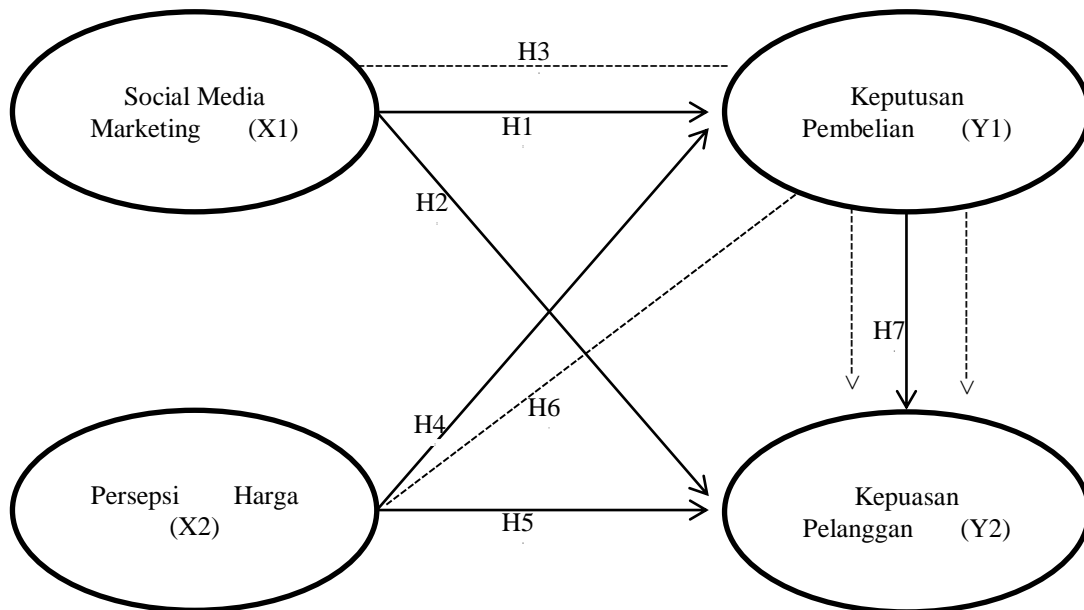 H3
Social Media
Marketing (X1)
Keputusan
Pembelian (Y1)
H1
H2
H7
H6
H4
Persepsi Harga
(X2)
Kepuasan
Pelanggan (Y2)
H5